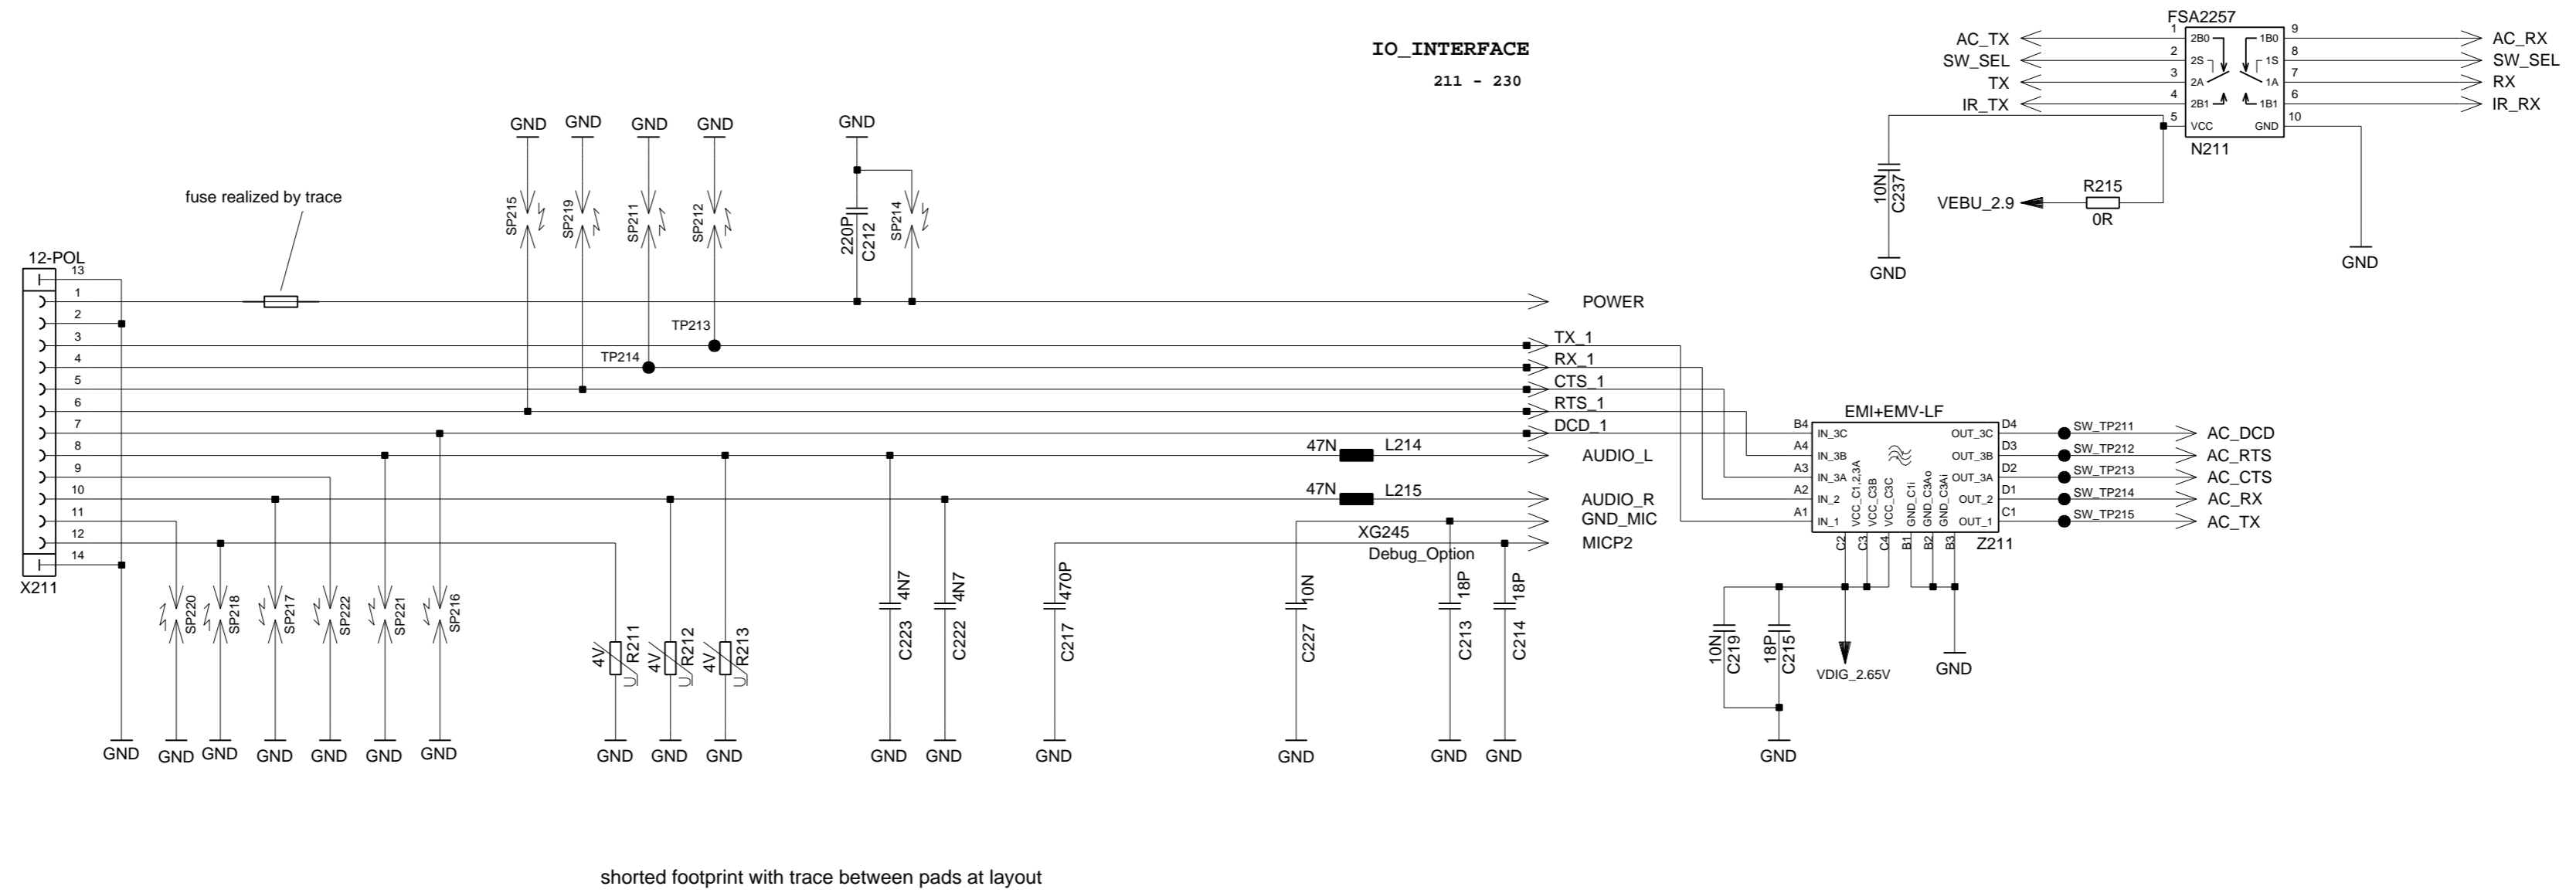 IO_INTERFACE
211 - 230
FSA2257
AC_TX 1 2B0 1B0 9 AC_RX
SW_SEL 2 2S 1S 8 SW_SEL
TX 3 2A 1A 7 RX
IR_TX 4 2B1 1B1 6 IR_RX
5 VCC GND 10
N211
10N
C237
GND
VEBU_2.9
R215
0R
GND
GND GND GND GND GND
SP215 SP219 SP211 SP212 220P C212 SP214
fuse realized by trace
12-POL
13
1 POWER
2
TP213
3 TX_1
TP214
4 RX_1
5 CTS_1
6 RTS_1
7 DCD_1
8 47N L214 AUDIO_L
9
10 47N L215 AUDIO_R
11 GND_MIC
XG245
12 MICP2
Debug_Option
14
X211
SP220 SP218 SP217 SP222 SP221 SP216
4V R211 4V R212 4V R213
4N7 C223 4N7 C222 470P C217 10N C227 18P C213 18P C214
GND GND GND GND GND GND GND GND GND GND GND GND GND GND GND GND
EMI+EMV-LF
B4 IN_3C OUT_3C D4 SW_TP211 AC_DCD
A4 IN_3B OUT_3B D3 SW_TP212 AC_RTS
A3 IN_3A OUT_3A D2 SW_TP213 AC_CTS
A2 IN_2 OUT_2 D1 SW_TP214 AC_RX
A1 IN_1 OUT_1 C1 SW_TP215 AC_TX
VCC_C1,2,3A VCC_C3B VCC_C3C GND_C1i GND_C3Ao GND_C3Ai
C2 C3 C4 B1 B2 B3 Z211
10N C219 18P C215
VDIG_2.65V
GND
GND
shorted footprint with trace between pads at layout